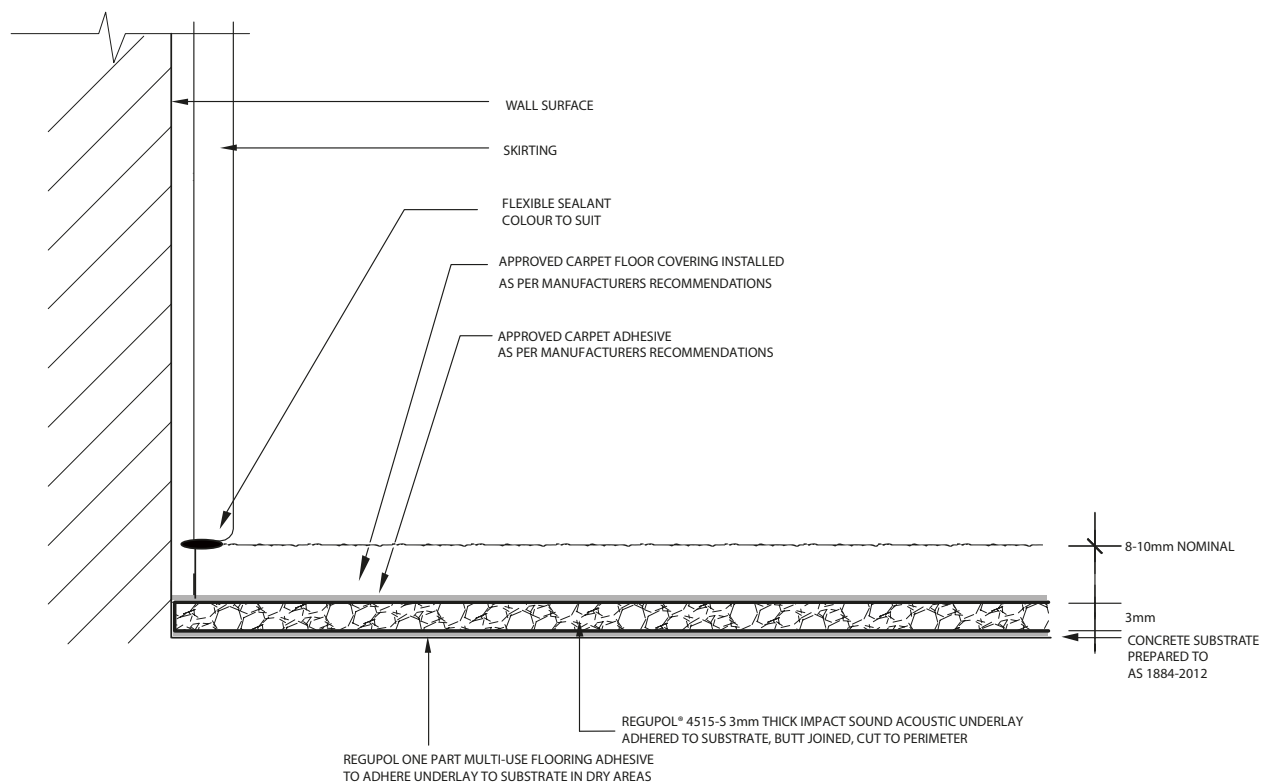 WALL SURFACE
SKIRTING
FLEXIBLE SEALANT
COLOUR TO SUIT
APPROVED CARPET FLOOR COVERING INSTALLED
AS PER MANUFACTURERS RECOMMENDATIONS
APPROVED CARPET ADHESIVE
AS PER MANUFACTURERS RECOMMENDATIONS
8-10mm NOMINAL
3mm
CONCRETE SUBSTRATE
PREPARED TO
AS 1884-2012
REGUPOL® 4515-S 3mm THICK IMPACT SOUND ACOUSTIC UNDERLAY
ADHERED TO SUBSTRATE, BUTT JOINED, CUT TO PERIMETER
REGUPOL ONE PART MULTI-USE FLOORING ADHESIVE
TO ADHERE UNDERLAY TO SUBSTRATE IN DRY AREAS